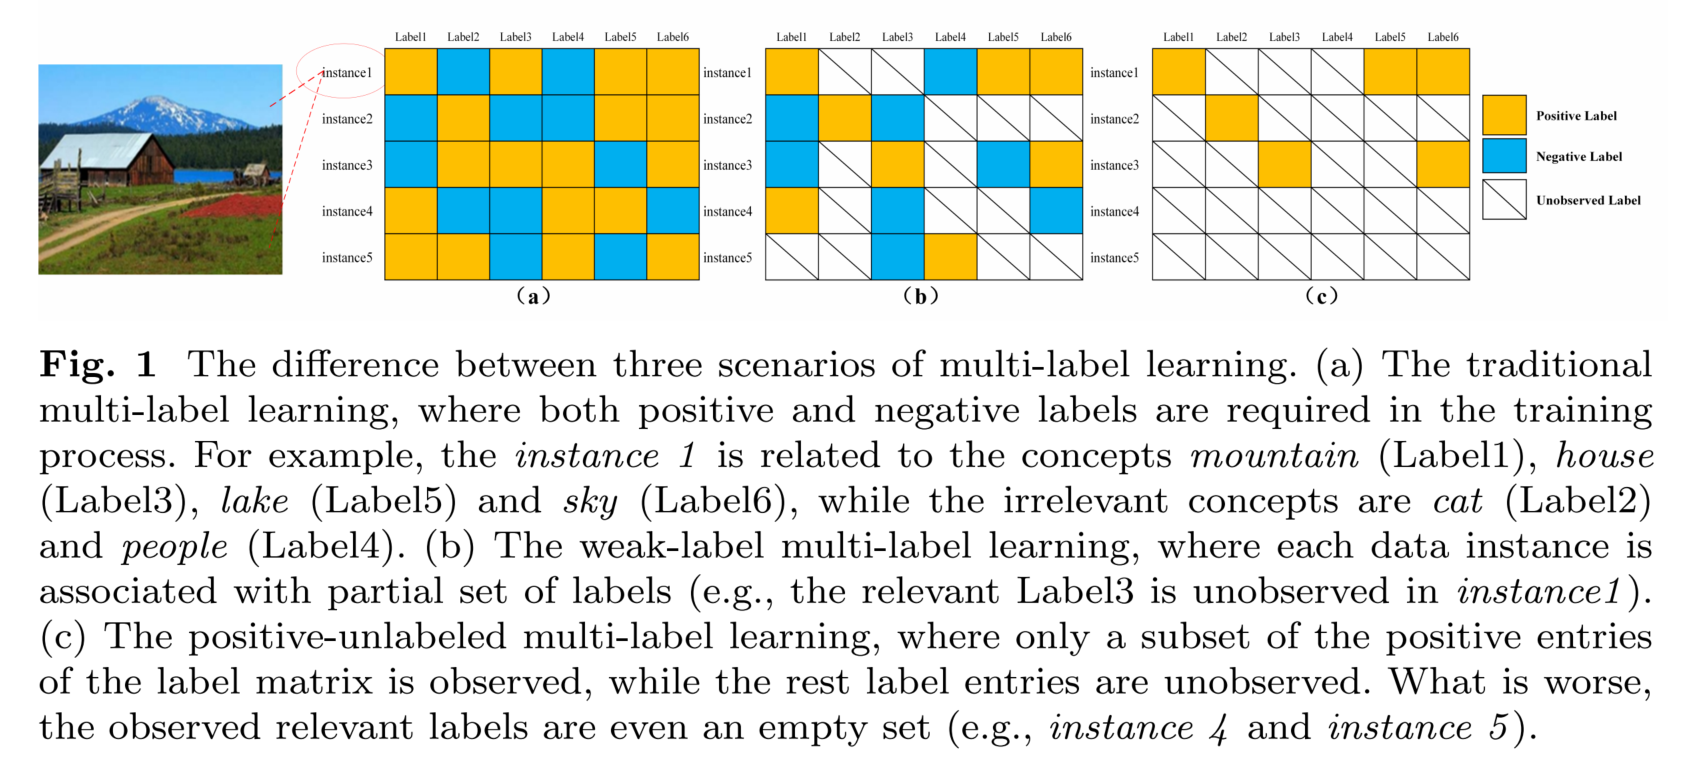 Label1 Label2 Label3 Label4 Label5 Label6
instance1
instance2
instance3
instance4
instance5
(a)
Label1 Label2 Label3 Label4 Label5 Label6
instance1
instance2
instance3
instance4
instance5
(b)
Label1 Label2 Label3 Label4 Label5 Label6
instance1
instance2
instance3
instance4
instance5
(c)
Positive Label
Negative Label
Unobserved Label
Fig. 1 The difference between three scenarios of multi-label learning. (a) The traditional
multi-label learning, where both positive and negative labels are required in the training
process. For example, the instance 1 is related to the concepts mountain (Label1), house
(Label3), lake (Label5) and sky (Label6), while the irrelevant concepts are cat (Label2)
and people (Label4). (b) The weak-label multi-label learning, where each data instance is
associated with partial set of labels (e.g., the relevant Label3 is unobserved in instance1).
(c) The positive-unlabeled multi-label learning, where only a subset of the positive entries
of the label matrix is observed, while the rest label entries are unobserved. What is worse,
the observed relevant labels are even an empty set (e.g., instance 4 and instance 5).